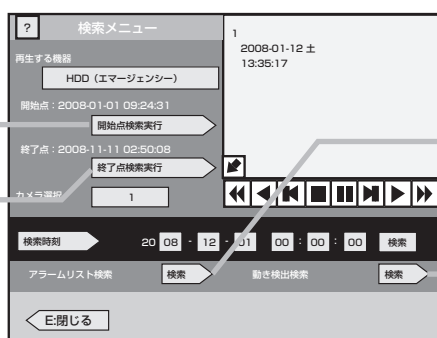 ? 検索メニュー
再生する機器
HDD（エマージェンシー）
開始点：2008-01-01 09:24:31
開始点検索実行
終了点：2008-11-11 02:50:08
終了点検索実行
カメラ選択 1
1
2008-01-12 土
13:35:17
検索時刻 20 08 - 12 - 01 00 : 00 : 00 検索
アラームリスト検索 検索 動き検出検索 検索
E:閉じる